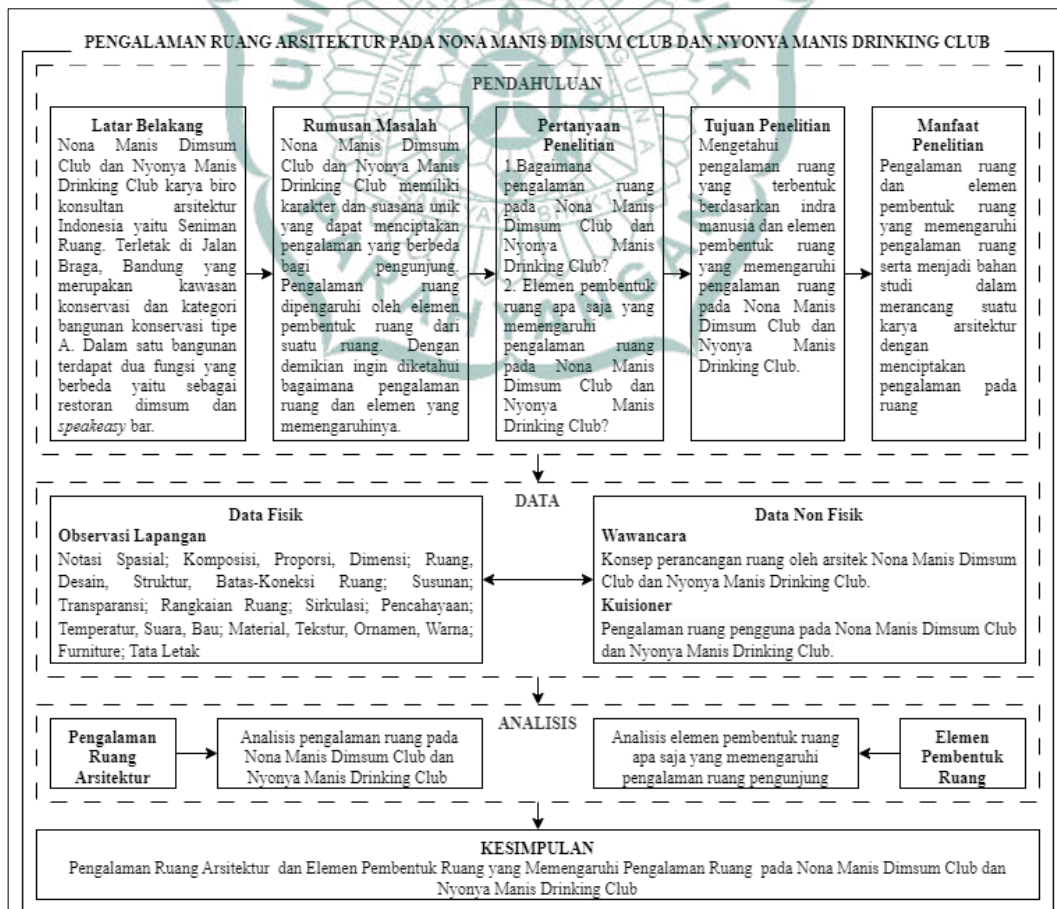 PENGALAMAN RUANG ARSITEKTUR PADA NONA MANIS DIMSUM CLUB DAN NYONYA MANIS DRINKING CLUB
PENDAHULUAN
Latar Belakang
Nona Manis Dimsum
Club dan Nyonya Manis
Drinking Club karya biro
konsultan arsitektur
Indonesia yaitu Seniman
Ruang. Terletak di Jalan
Braga, Bandung yang
merupakan kawasan
konservasi dan kategori
bangunan konservasi tipe
A. Dalam satu bangunan
terdapat dua fungsi yang
berbeda yaitu sebagai
restoran dimsum dan
speakeasy bar.
Rumusan Masalah
Nona Manis Dimsum
Club dan Nyonya Manis
Drinking Club memiliki
karakter dan suasana unik
yang dapat menciptakan
pengalaman yang berbeda
bagi pengunjung.
Pengalaman ruang
dipengaruhi oleh elemen
pembentuk ruang dari
suatu ruang. Dengan
demikian ingin diketahui
bagaimana pengalaman
ruang dan elemen yang
memengaruhinya.
Pertanyaan
Penelitian
1.Bagaimana
pengalaman ruang
pada Nona Manis
Dimsum Club dan
Nyonya Manis
Drinking Club?
2. Elemen pembentuk
ruang apa saja yang
memengaruhi
pengalaman ruang
pada Nona Manis
Dimsum Club dan
Nyonya Manis
Drinking Club?
Tujuan Penelitian
Mengetahui
pengalaman ruang
yang terbentuk
berdasarkan indra
manusia dan elemen
pembentuk ruang
yang memengaruhi
pengalaman ruang
pada Nona Manis
Dimsum Club dan
Nyonya Manis
Drinking Club.
Manfaat
Penelitian
Pengalaman ruang
dan elemen
pembentuk ruang
yang memengaruhi
pengalaman ruang
serta menjadi bahan
studi dalam
merancang suatu
karya arsitektur
dengan
menciptakan
pengalaman pada
ruang
DATA
Data Fisik
Observasi Lapangan
Notasi Spasial; Komposisi, Proporsi, Dimensi; Ruang,
Desain, Struktur, Batas-Koneksi Ruang; Susunan;
Transparansi; Rangkaian Ruang; Sirkulasi; Pencahayaan;
Temperatur, Suara, Bau; Material, Tekstur, Ornamen, Warna;
Furniture; Tata Letak
Data Non Fisik
Wawancara
Konsep perancangan ruang oleh arsitek Nona Manis Dimsum
Club dan Nyonya Manis Drinking Club.
Kuisioner
Pengalaman ruang pengguna pada Nona Manis Dimsum Club
dan Nyonya Manis Drinking Club.
ANALISIS
Pengalaman
Ruang
Arsitektur
Analisis pengalaman ruang pada
Nona Manis Dimsum Club dan
Nyonya Manis Drinking Club
Analisis elemen pembentuk ruang
apa saja yang memengaruhi
pengalaman ruang pengunjung
Elemen
Pembentuk
Ruang
KESIMPULAN
Pengalaman Ruang Arsitektur dan Elemen Pembentuk Ruang yang Memengaruhi Pengalaman Ruang pada Nona Manis Dimsum Club dan
Nyonya Manis Drinking Club
PARAHYANGAN